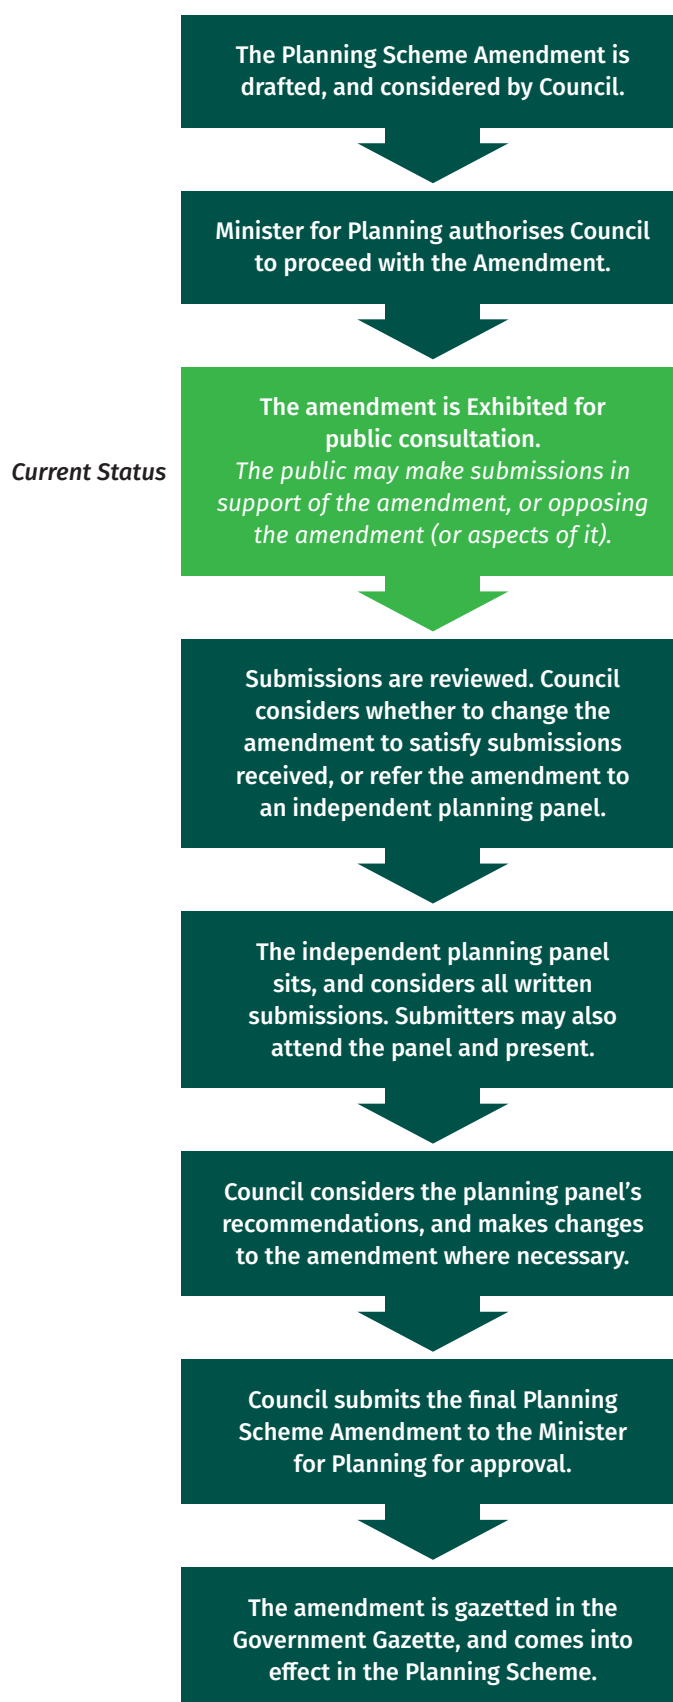 The Planning Scheme Amendment is
drafted, and considered by Council.
Minister for Planning authorises Council
to proceed with the Amendment.
Current Status
The amendment is Exhibited for
public consultation.
The public may make submissions in
support of the amendment, or opposing
the amendment (or aspects of it).
Submissions are reviewed. Council
considers whether to change the
amendment to satisfy submissions
received, or refer the amendment to
an independent planning panel.
The independent planning panel
sits, and considers all written
submissions. Submitters may also
attend the panel and present.
Council considers the planning panel’s
recommendations, and makes changes
to the amendment where necessary.
Council submits the final Planning
Scheme Amendment to the Minister
for Planning for approval.
The amendment is gazetted in the
Government Gazette, and comes into
effect in the Planning Scheme.